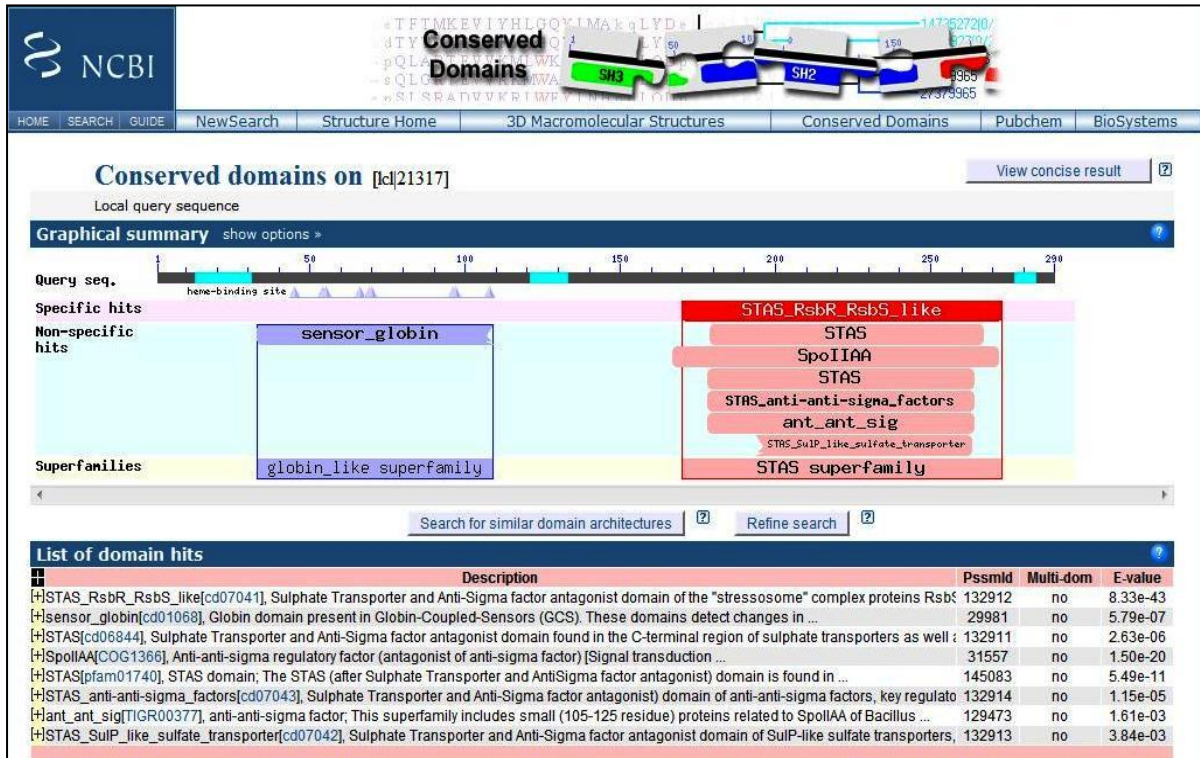 NCBI
Conserved
Domains
SH3
SH2
1
50
150
27379965
HOME SEARCH GUIDE NewSearch Structure Home 3D Macromolecular Structures Conserved Domains Pubchem BioSystems
Conserved domains on [lcl|21317]
View concise result ?
Local query sequence
Graphical summary show options »
?
1 50 100 150 200 250 290
Query seq.
heme-binding site
Specific hits
STAS_RsbR_RsbS_like
Non-specific
hits
sensor_globin
STAS
SpoIIAA
STAS
STAS_anti-anti-sigma_factors
ant_ant_sig
STAS_SulP_like_sulfate_transporter
Superfamilies
globin_like superfamily
STAS superfamily
Search for similar domain architectures ? Refine search ?
List of domain hits
?
Description PssmId Multi-dom E-value
[+]STAS_RsbR_RsbS_like[cd07041], Sulphate Transporter and Anti-Sigma factor antagonist domain of the "stressosome" complex proteins 132912 no 8.33e-43
[+]sensor_globin[cd01068], Globin domain present in Globin-Coupled-Sensors (GCS). These domains detect changes in ... 29981 no 5.79e-07
[+]STAS[cd06844], Sulphate Transporter and Anti-Sigma factor antagonist domain found in the C-terminal region of sulphate transporters as well 132911 no 2.63e-06
[+]SpoIIAA[COG1366], Anti-anti-sigma regulatory factor (antagonist of anti-sigma factor) [Signal transduction ... 31557 no 1.50e-20
[+]STAS[pfam01740], STAS domain; The STAS (after Sulphate Transporter and AntiSigma factor antagonist) domain is found in ... 145083 no 5.49e-11
[+]STAS_anti-anti-sigma_factors[cd07043], Sulphate Transporter and Anti-Sigma factor antagonist) domain of anti-anti-sigma factors, key regulato 132914 no 1.15e-05
[+]ant_ant_sig[TIGR00377], anti-anti-sigma factor; This superfamily includes small (105-125 residue) proteins related to SpoIIAA of Bacillus ... 129473 no 1.61e-03
[+]STAS_SulP_like_sulfate_transporter[cd07042], Sulphate Transporter and Anti-Sigma factor antagonist domain of SulP-like sulfate transporters, 132913 no 3.84e-03